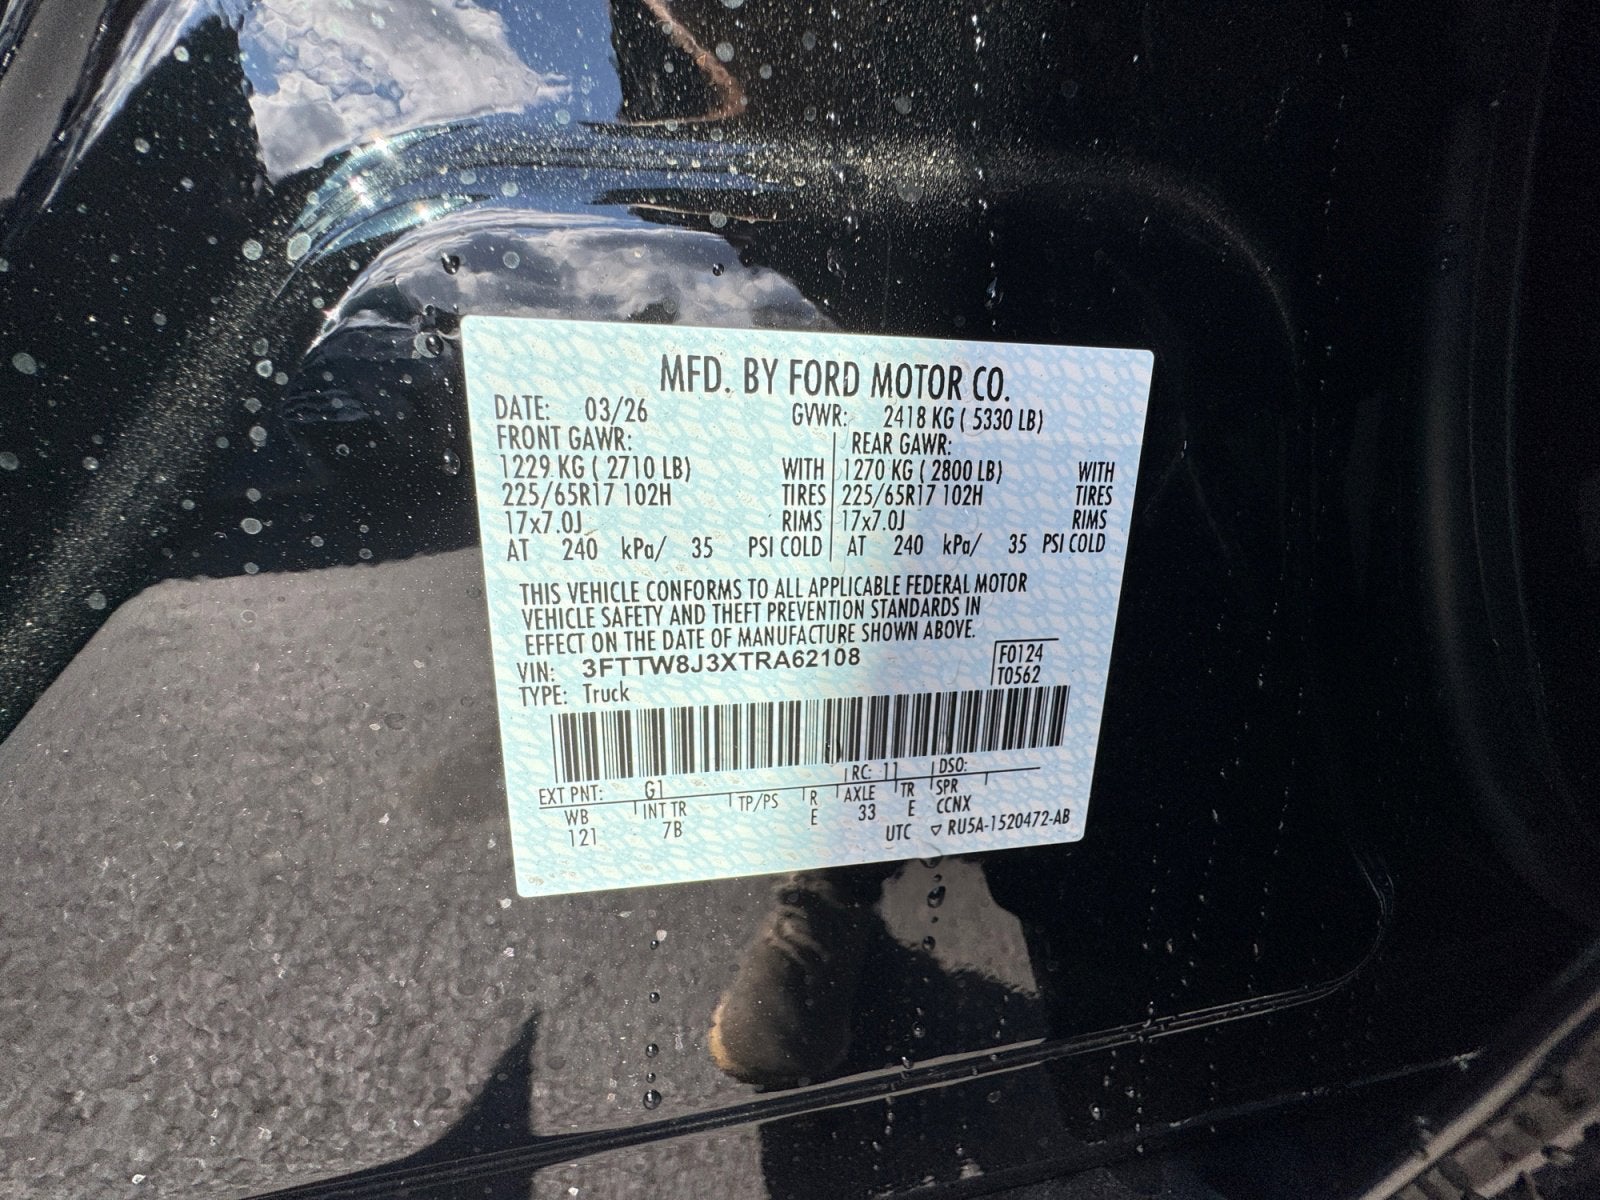 MFD. BY FORD MOTOR CO.
DATE: 03/26 GVWR: 2418 KG ( 5330 LB)
FRONT GAWR: REAR GAWR:
1229 KG ( 2710 LB) WITH 1270 KG ( 2800 LB) WITH
225/65R17 102H TIRES 225/65R17 102H TIRES
17x7.0J RIMS 17x7.0J RIMS
AT 240 kPa/ 35 PSI COLD AT 240 kPa/ 35 PSI COLD
THIS VEHICLE CONFORMS TO ALL APPLICABLE FEDERAL MOTOR
VEHICLE SAFETY AND THEFT PREVENTION STANDARDS IN
EFFECT ON THE DATE OF MANUFACTURE SHOWN ABOVE.
VIN: 3FTTW8J3XTRA62108 F0124
TYPE: Truck T0562
EXT PNT: G1 RC: 11 DSO:
WB INT TR TP/PS R AXLE TR SPR
121 7B E 33 E CCNX
UTC ▽ RU5A-1520472-AB